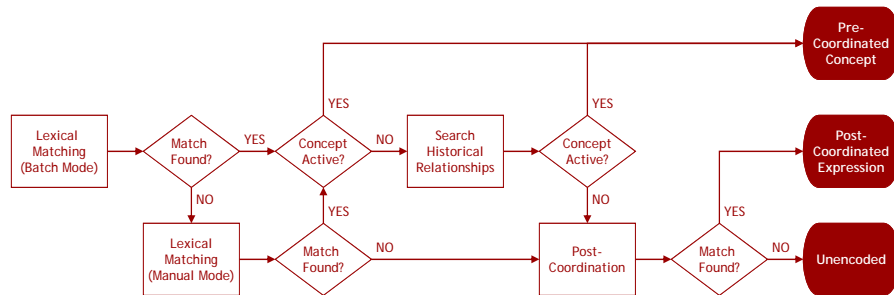 Pre-
Coordinated
Concept
YES
YES
Lexical
Matching
(Batch Mode)
Match
Found?
YES
Concept
Active?
NO
Search
Historical
Relationships
Concept
Active?
Post-
Coordinated
Expression
NO
YES
NO
YES
Lexical
Matching
(Manual Mode)
Match
Found?
NO
Post-
Coordination
Match
Found?
NO
Unencoded